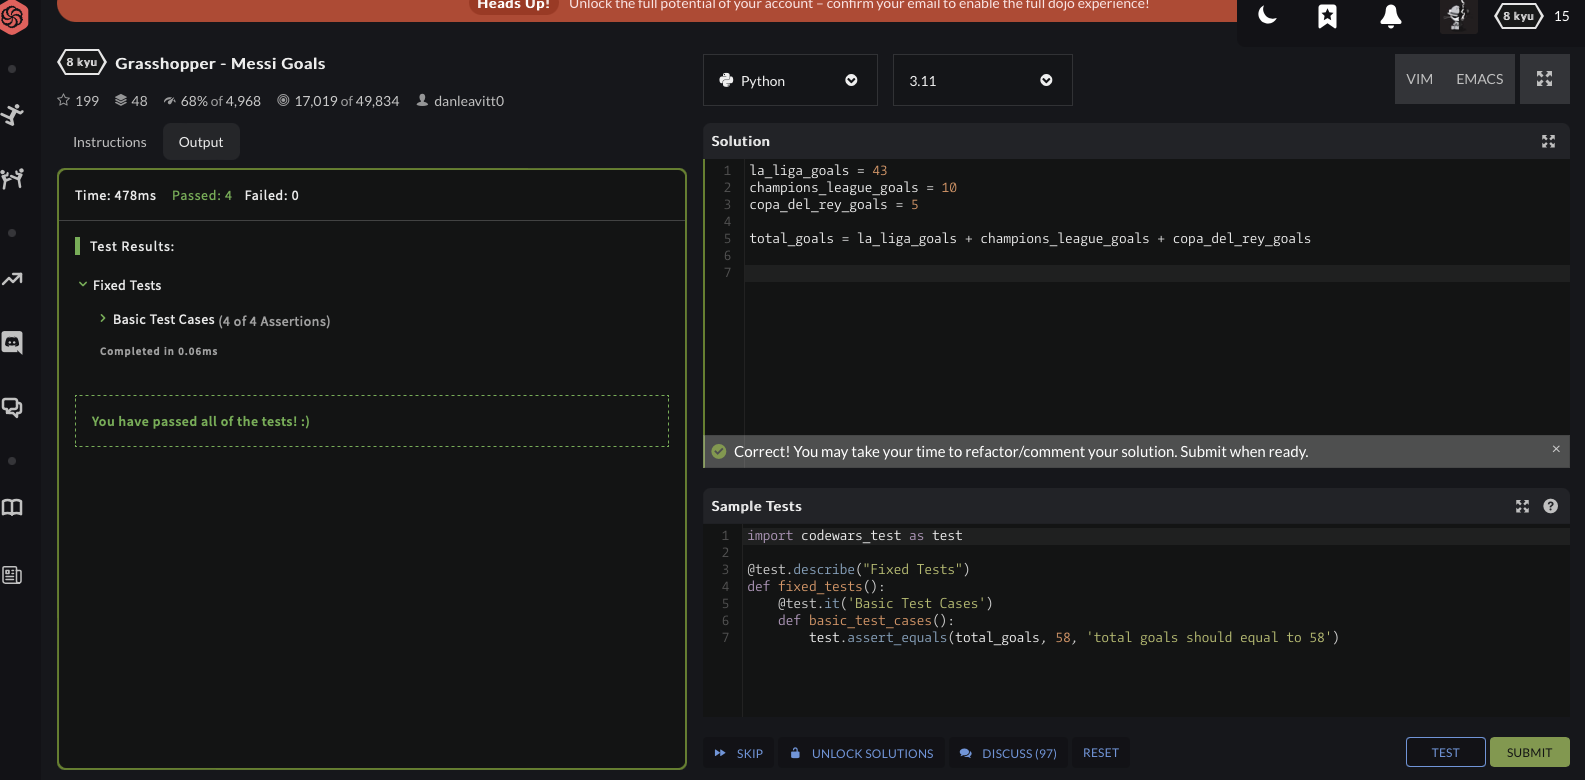 Heads Up! Unlock the full potential of your account – confirm your email to enable the full dojo experience!
8 kyu 15
8 kyu Grasshopper - Messi Goals
199 48 68% of 4,968 17,019 of 49,834 danleavitt0
Instructions Output
Time: 478ms Passed: 4 Failed: 0
Test Results:
Fixed Tests
Basic Test Cases (4 of 4 Assertions)
Completed in 0.06ms
You have passed all of the tests! :)
Python 3.11 VIM EMACS
Solution
1 la_liga_goals = 43
2 champions_league_goals = 10
3 copa_del_rey_goals = 5
4
5 total_goals = la_liga_goals + champions_league_goals + copa_del_rey_goals
6
7
Correct! You may take your time to refactor/comment your solution. Submit when ready. ×
Sample Tests
1 import codewars_test as test
2
3 @test.describe("Fixed Tests")
4 def fixed_tests():
5     @test.it('Basic Test Cases')
6     def basic_test_cases():
7         test.assert_equals(total_goals, 58, 'total goals should equal to 58')
SKIP UNLOCK SOLUTIONS DISCUSS (97) RESET TEST SUBMIT